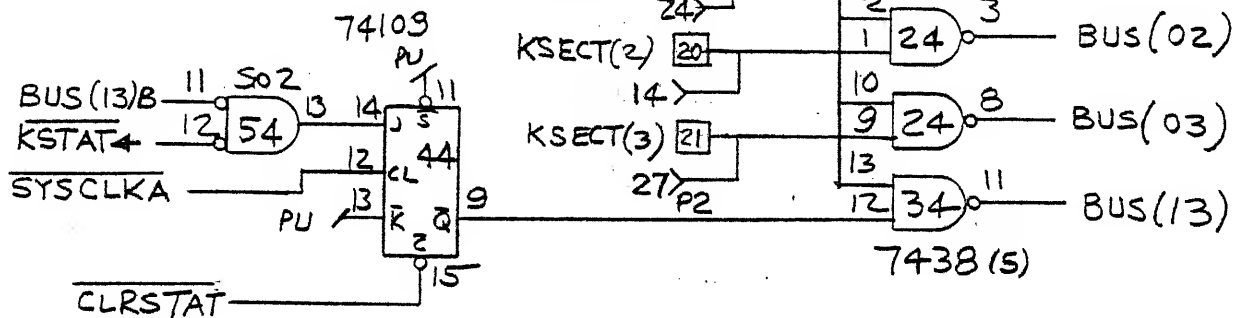 24
2
3
74109
24
BUS(02)
KSECT(2)
20
1
PU
11
14
10
SO2
BUS(13)B
11
13
14
J
S
8
24
BUS(03)
KSECT(3)
21
9
54
KSTAT
12
12
CL
44
13
27
P2
SYSCLKA
11
34
BUS(13)
12
PU
13
K
Q
9
7438 (5)
2
15
CLRSTAT